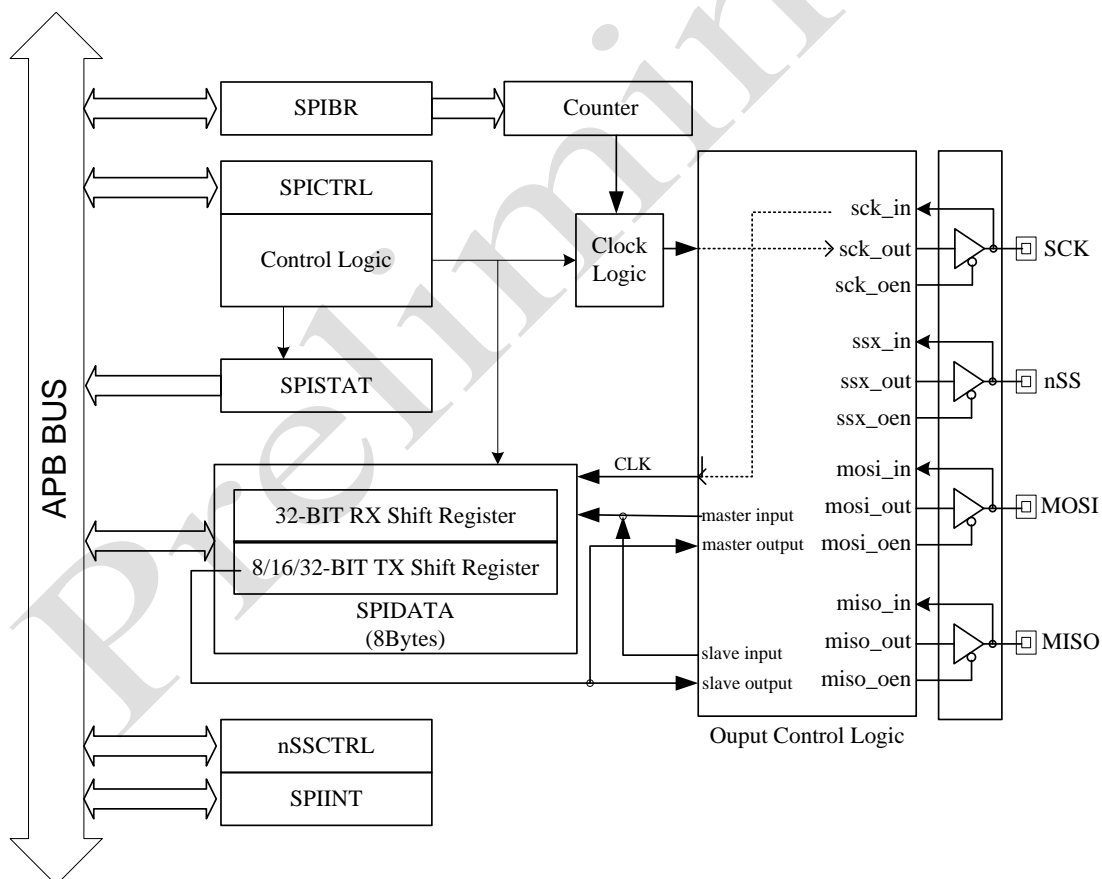 SPIBR
Counter
SPICTRL
Control Logic
Clock
Logic
SPISTAT
APB BUS
CLK
32-BIT RX Shift Register
8/16/32-BIT TX Shift Register
SPIDATA
(8Bytes)
nSSCTRL
SPIINT
master input
master output
slave input
slave output
sck_in
sck_out
sck_oen
ssx_in
ssx_out
ssx_oen
mosi_in
mosi_out
mosi_oen
miso_in
miso_out
miso_oen
Ouput Control Logic
SCK
nSS
MOSI
MISO
Prelimin